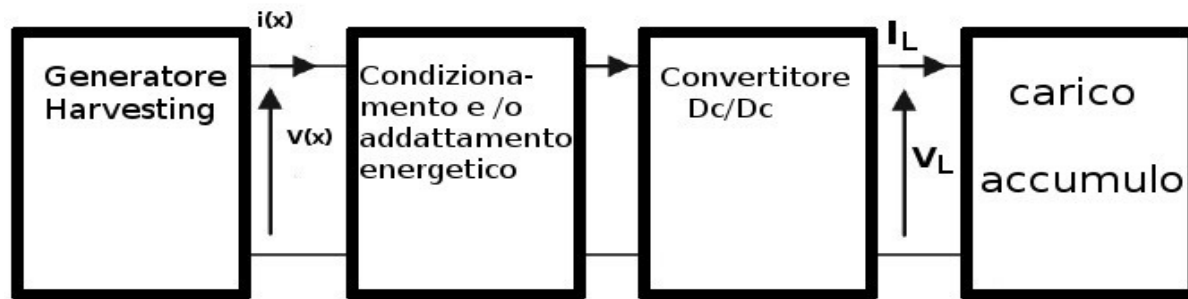 i(x)
Generatore
Harvesting
V(x)
Condiziona-
mento e /o
addattamento
energetico
Convertitore
Dc/Dc
IL
VL
carico
accumulo